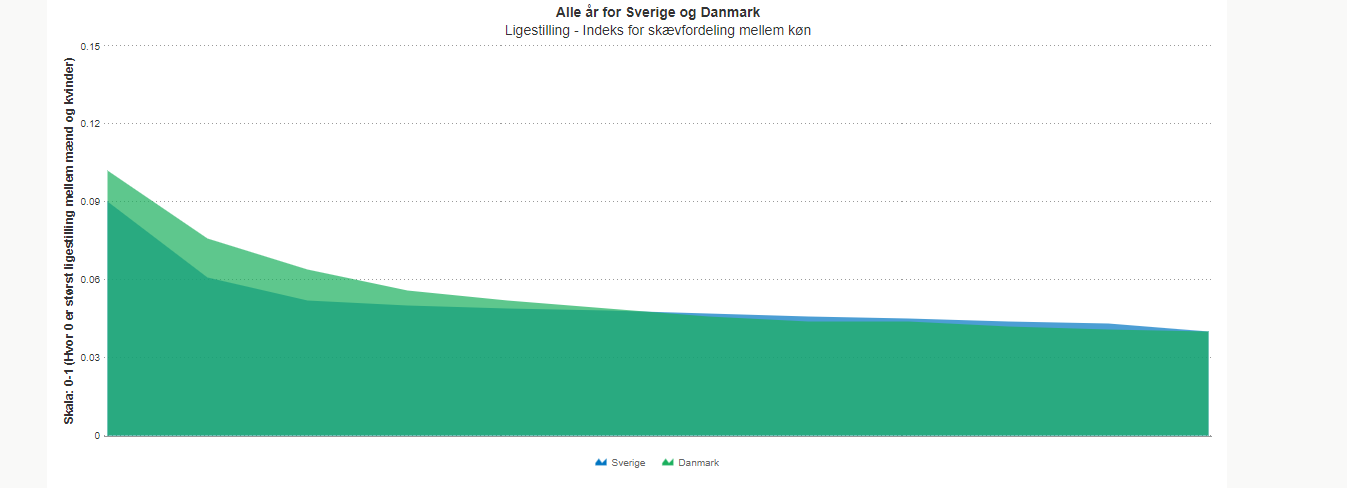 Alle år for Sverige og Danmark
Ligestilling - Indeks for skævfordeling mellem køn
Skala: 0-1 (Hvor 0 er størst ligestilling mellem mænd og kvinder)
0.15
0.12
0.09
0.06
0.03
0
Sverige Danmark